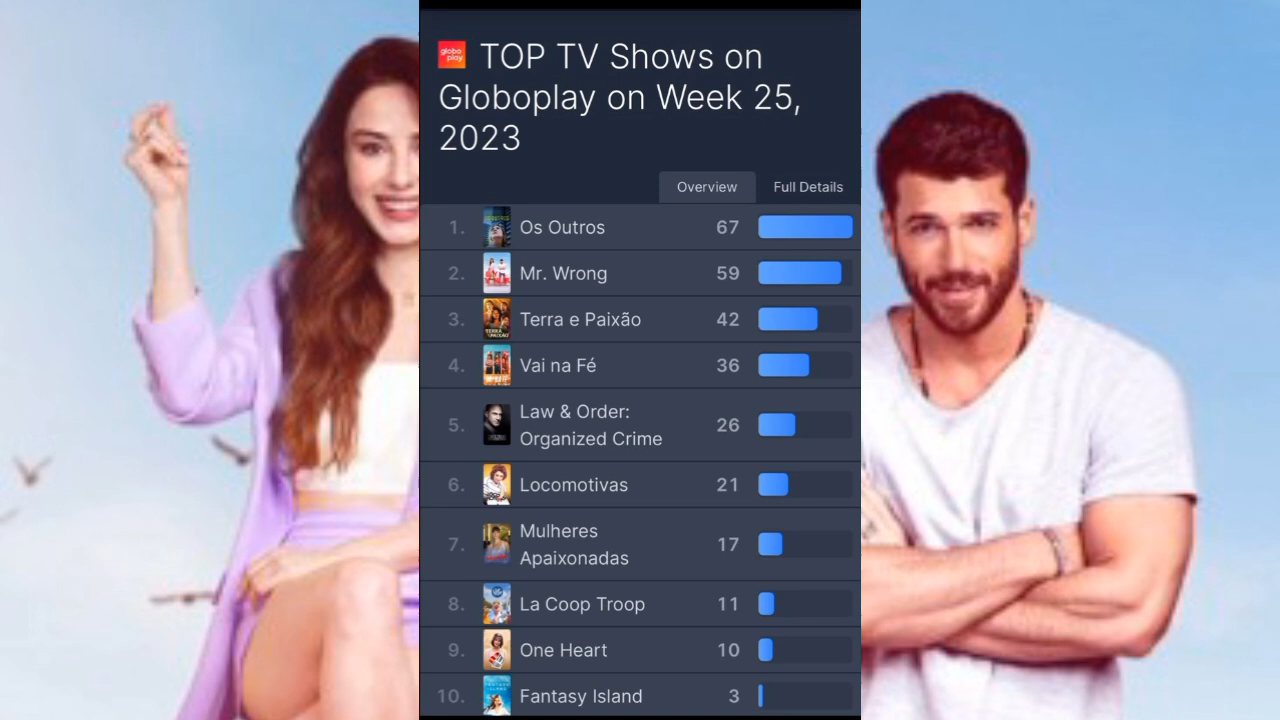 globo
play
TOP TV Shows on
Globoplay on Week 25,
2023
Overview Full Details
1. Os Outros 67
2. Mr. Wrong 59
3. Terra e Paixão 42
4. Vai na Fé 36
5. Law & Order:
Organized Crime 26
6. Locomotivas 21
7. Mulheres
Apaixonadas 17
8. La Coop Troop 11
9. One Heart 10
10. Fantasy Island 3